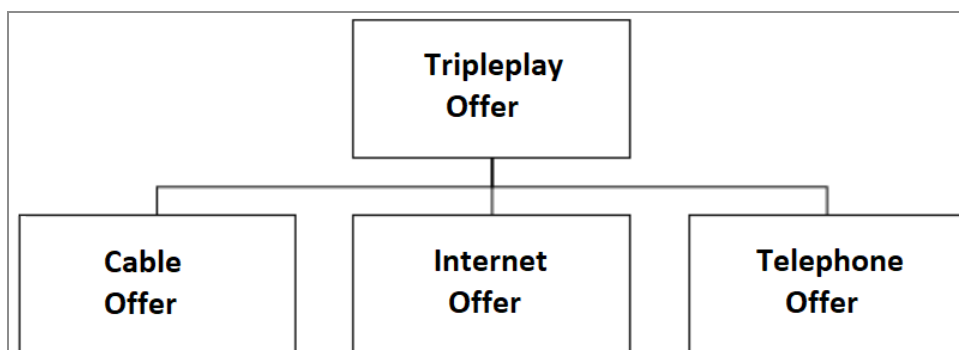 Tripleplay
Offer
Cable
Offer
Internet
Offer
Telephone
Offer